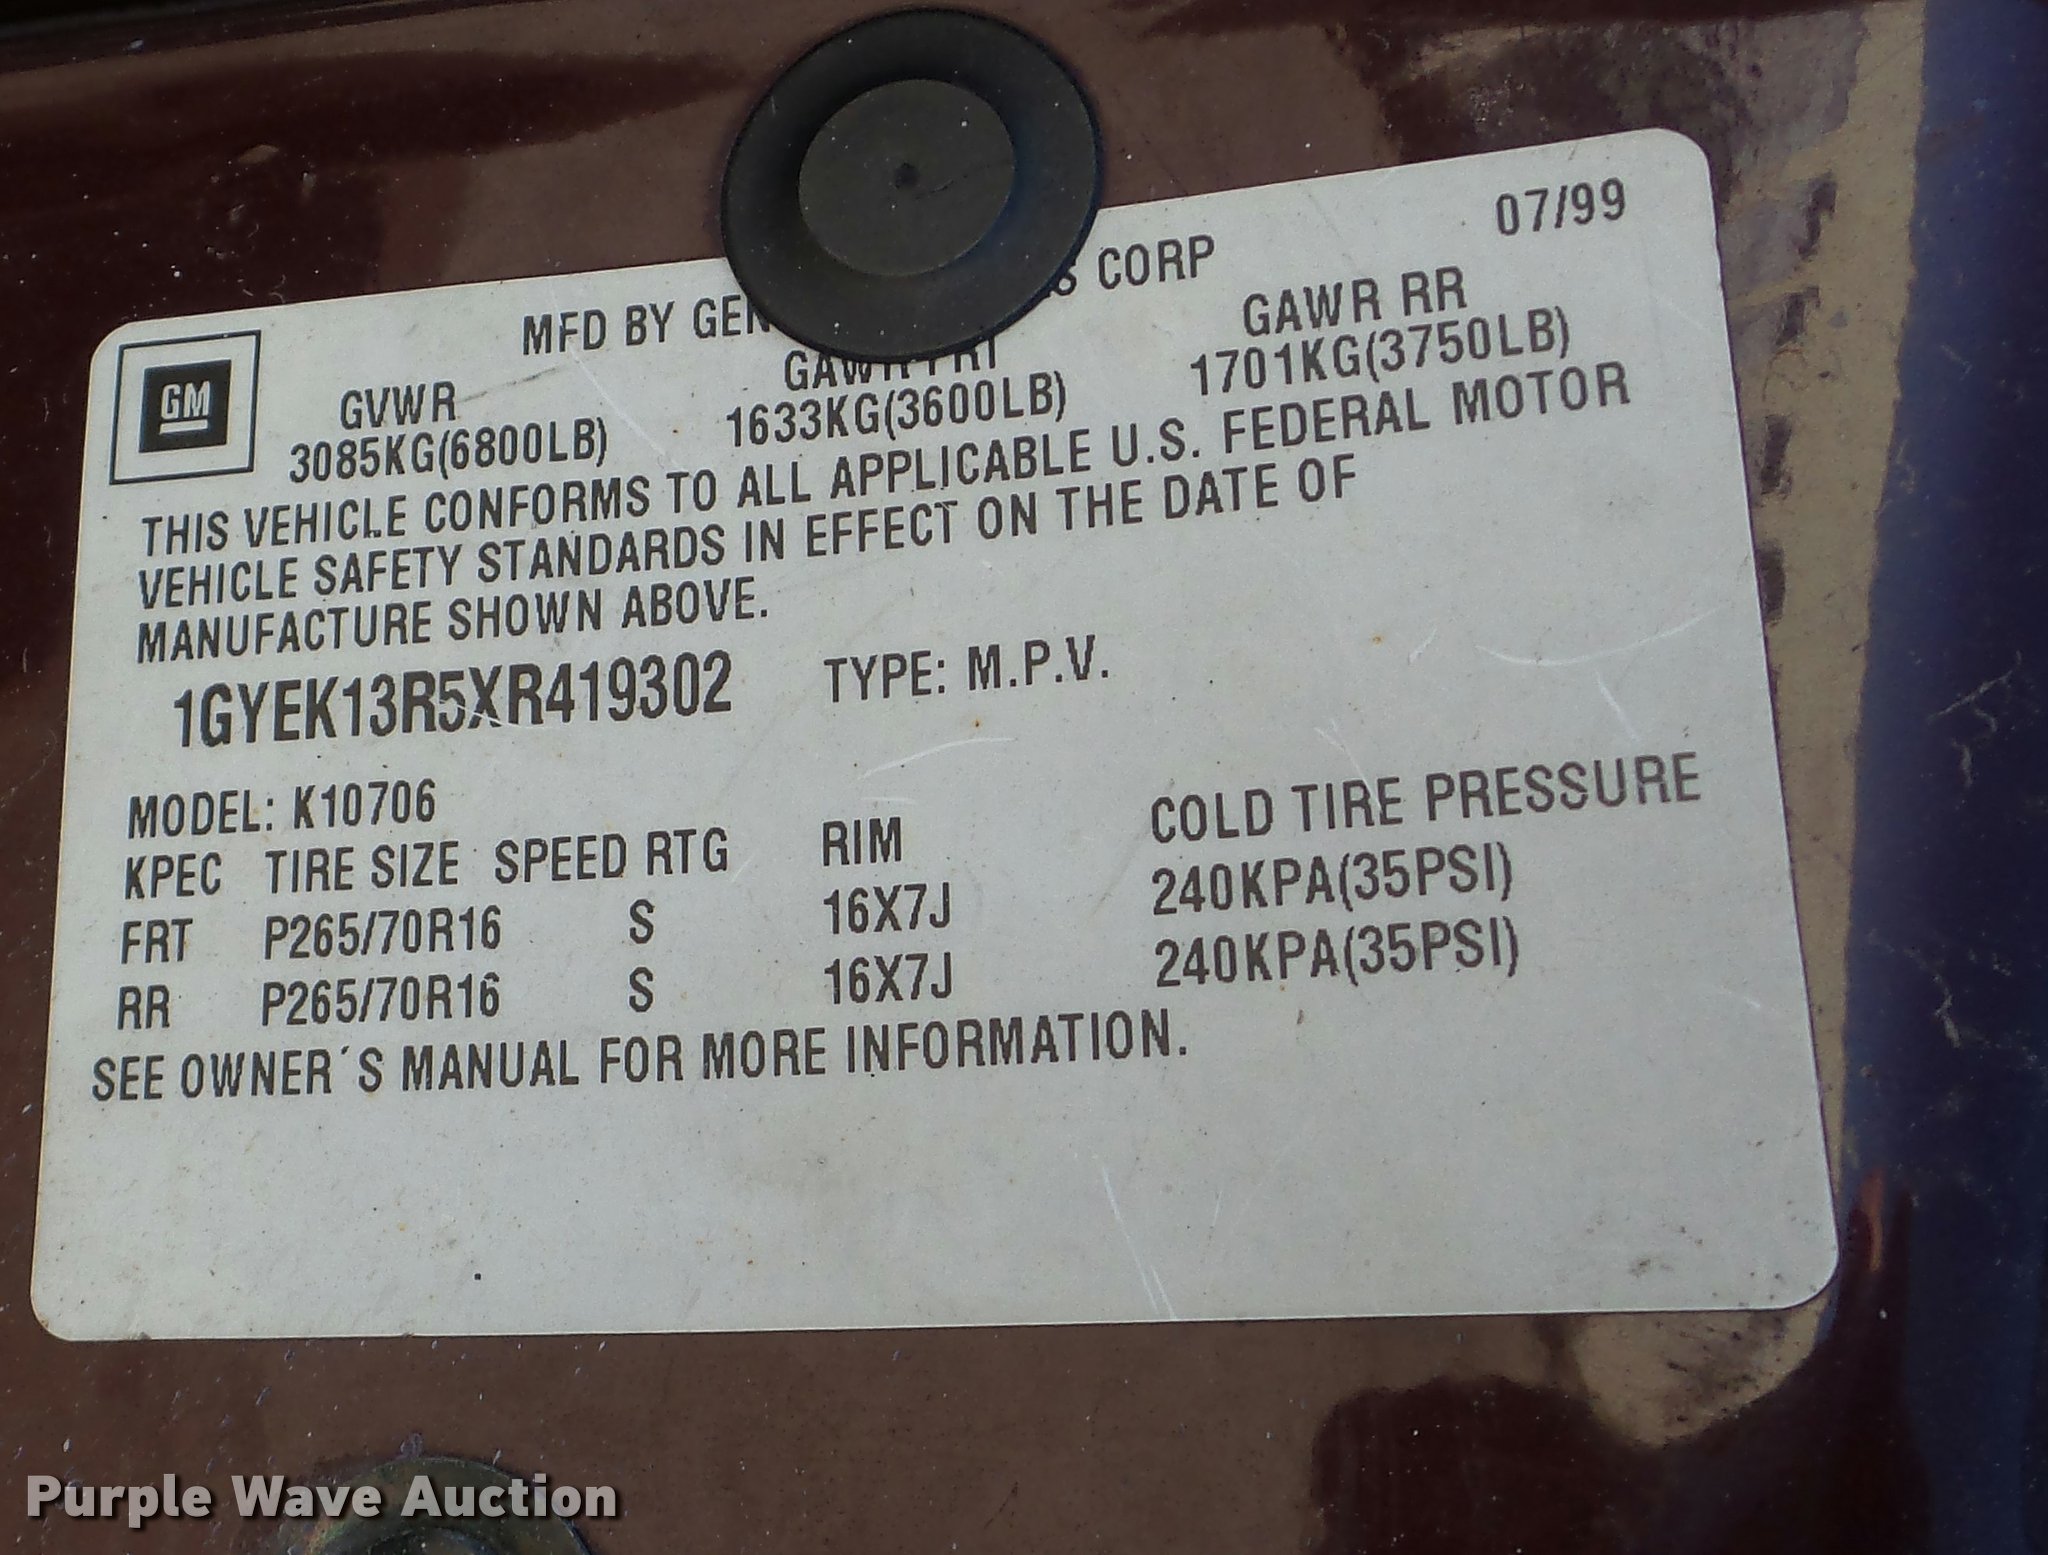 07/99
MFD BY CORP
GM
GVWR GAWR FRT GAWR RR
3085KG(6800LB) 1633KG(3600LB) 1701KG(3750LB)
THIS VEHICLE CONFORMS TO ALL APPLICABLE U.S. FEDERAL MOTOR
VEHICLE SAFETY STANDARDS IN EFFECT ON THE DATE OF
MANUFACTURE SHOWN ABOVE.
1GYEK13R5XR419302 TYPE: M.P.V.
MODEL: K10706
KPEC TIRE SIZE SPEED RTG RIM COLD TIRE PRESSURE
FRT P265/70R16 S 16X7J 240KPA(35PSI)
RR P265/70R16 S 16X7J 240KPA(35PSI)
SEE OWNER´S MANUAL FOR MORE INFORMATION.
Purple Wave Auction